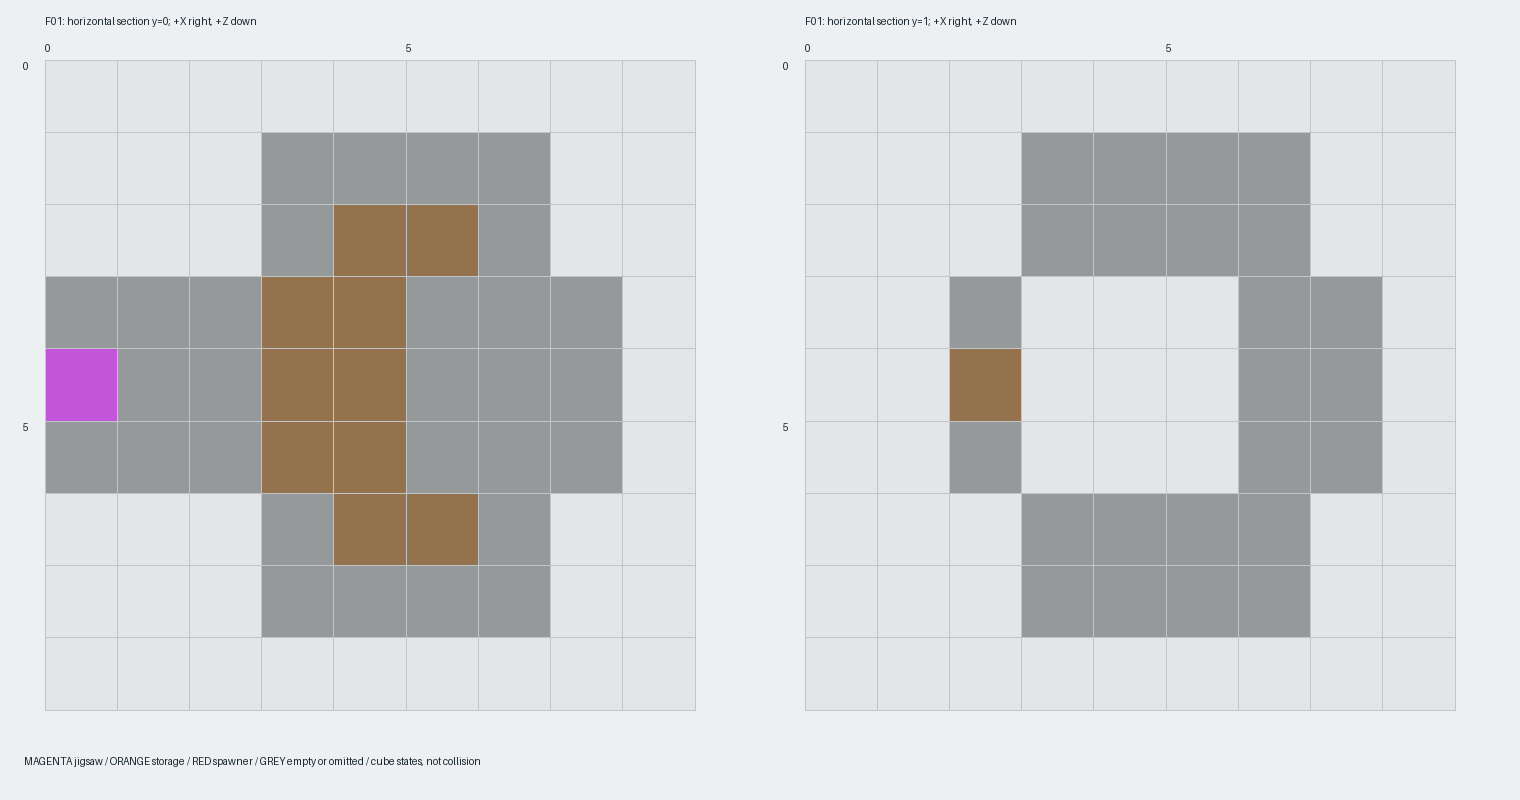 F01: horizontal section y=0; +X right, +Z down
F01: horizontal section y=1; +X right, +Z down
0 5
0 5
0
0
5
5
MAGENTA jigsaw / ORANGE storage / RED spawner / GREY empty or omitted / cube states, not collision